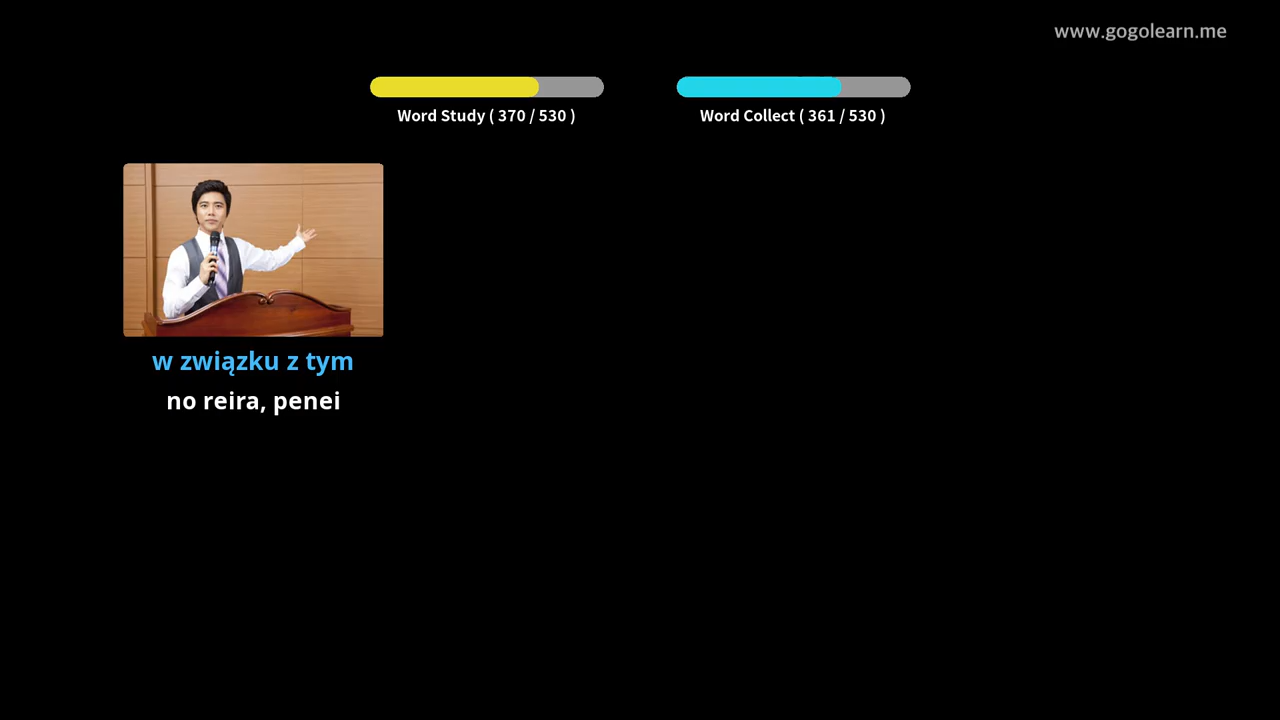 www.gogolearn.me
Word Study ( 370 / 530 )
Word Collect ( 361 / 530 )
w związku z tym
no reira, penei